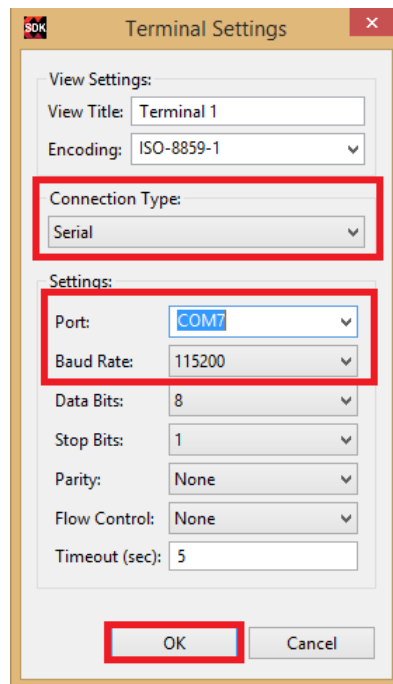 SDK Terminal Settings ×
View Settings:
View Title: Terminal 1
Encoding: ISO-8859-1
Connection Type:
Serial
Settings:
Port: COM7
Baud Rate: 115200
Data Bits: 8
Stop Bits: 1
Parity: None
Flow Control: None
Timeout (sec): 5
OK Cancel